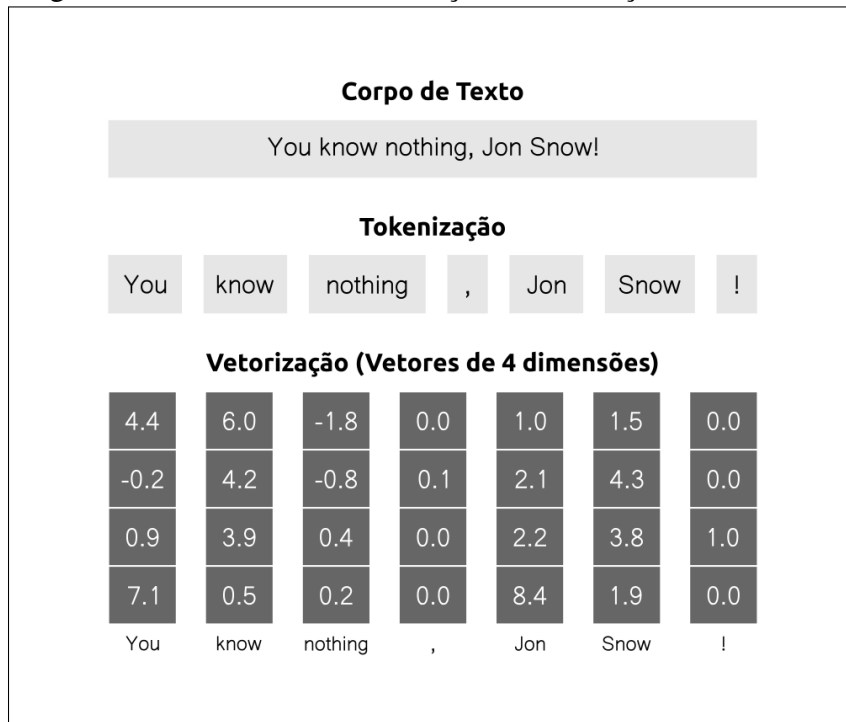 Corpo de Texto
You know nothing, Jon Snow!
Tokenização
You know nothing , Jon Snow !
Vetorização (Vetores de 4 dimensões)
4.4 6.0 -1.8 0.0 1.0 1.5 0.0
-0.2 4.2 -0.8 0.1 2.1 4.3 0.0
0.9 3.9 0.4 0.0 2.2 3.8 1.0
7.1 0.5 0.2 0.0 8.4 1.9 0.0
You know nothing , Jon Snow !